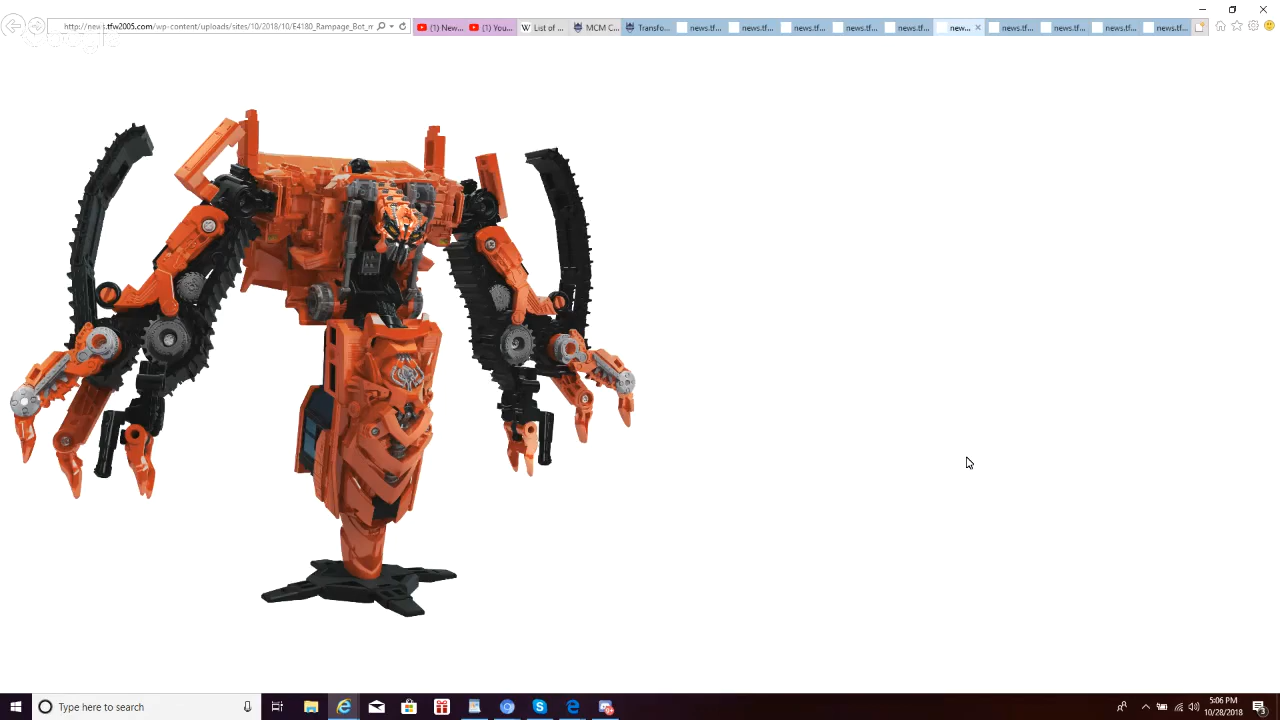 http://news.tfw2005.com/wp-content/uploads/sites/10/2018/10/E4180_Rampage_Bot_m
(1) New...
(1) You...
W List of ...
MCM C...
Transfo...
news.tf...
news.tf...
news.tf...
news.tf...
news.tf...
new...
news.tf...
news.tf...
news.tf...
news.tf...
Type here to search
5:06 PM
10/28/2018